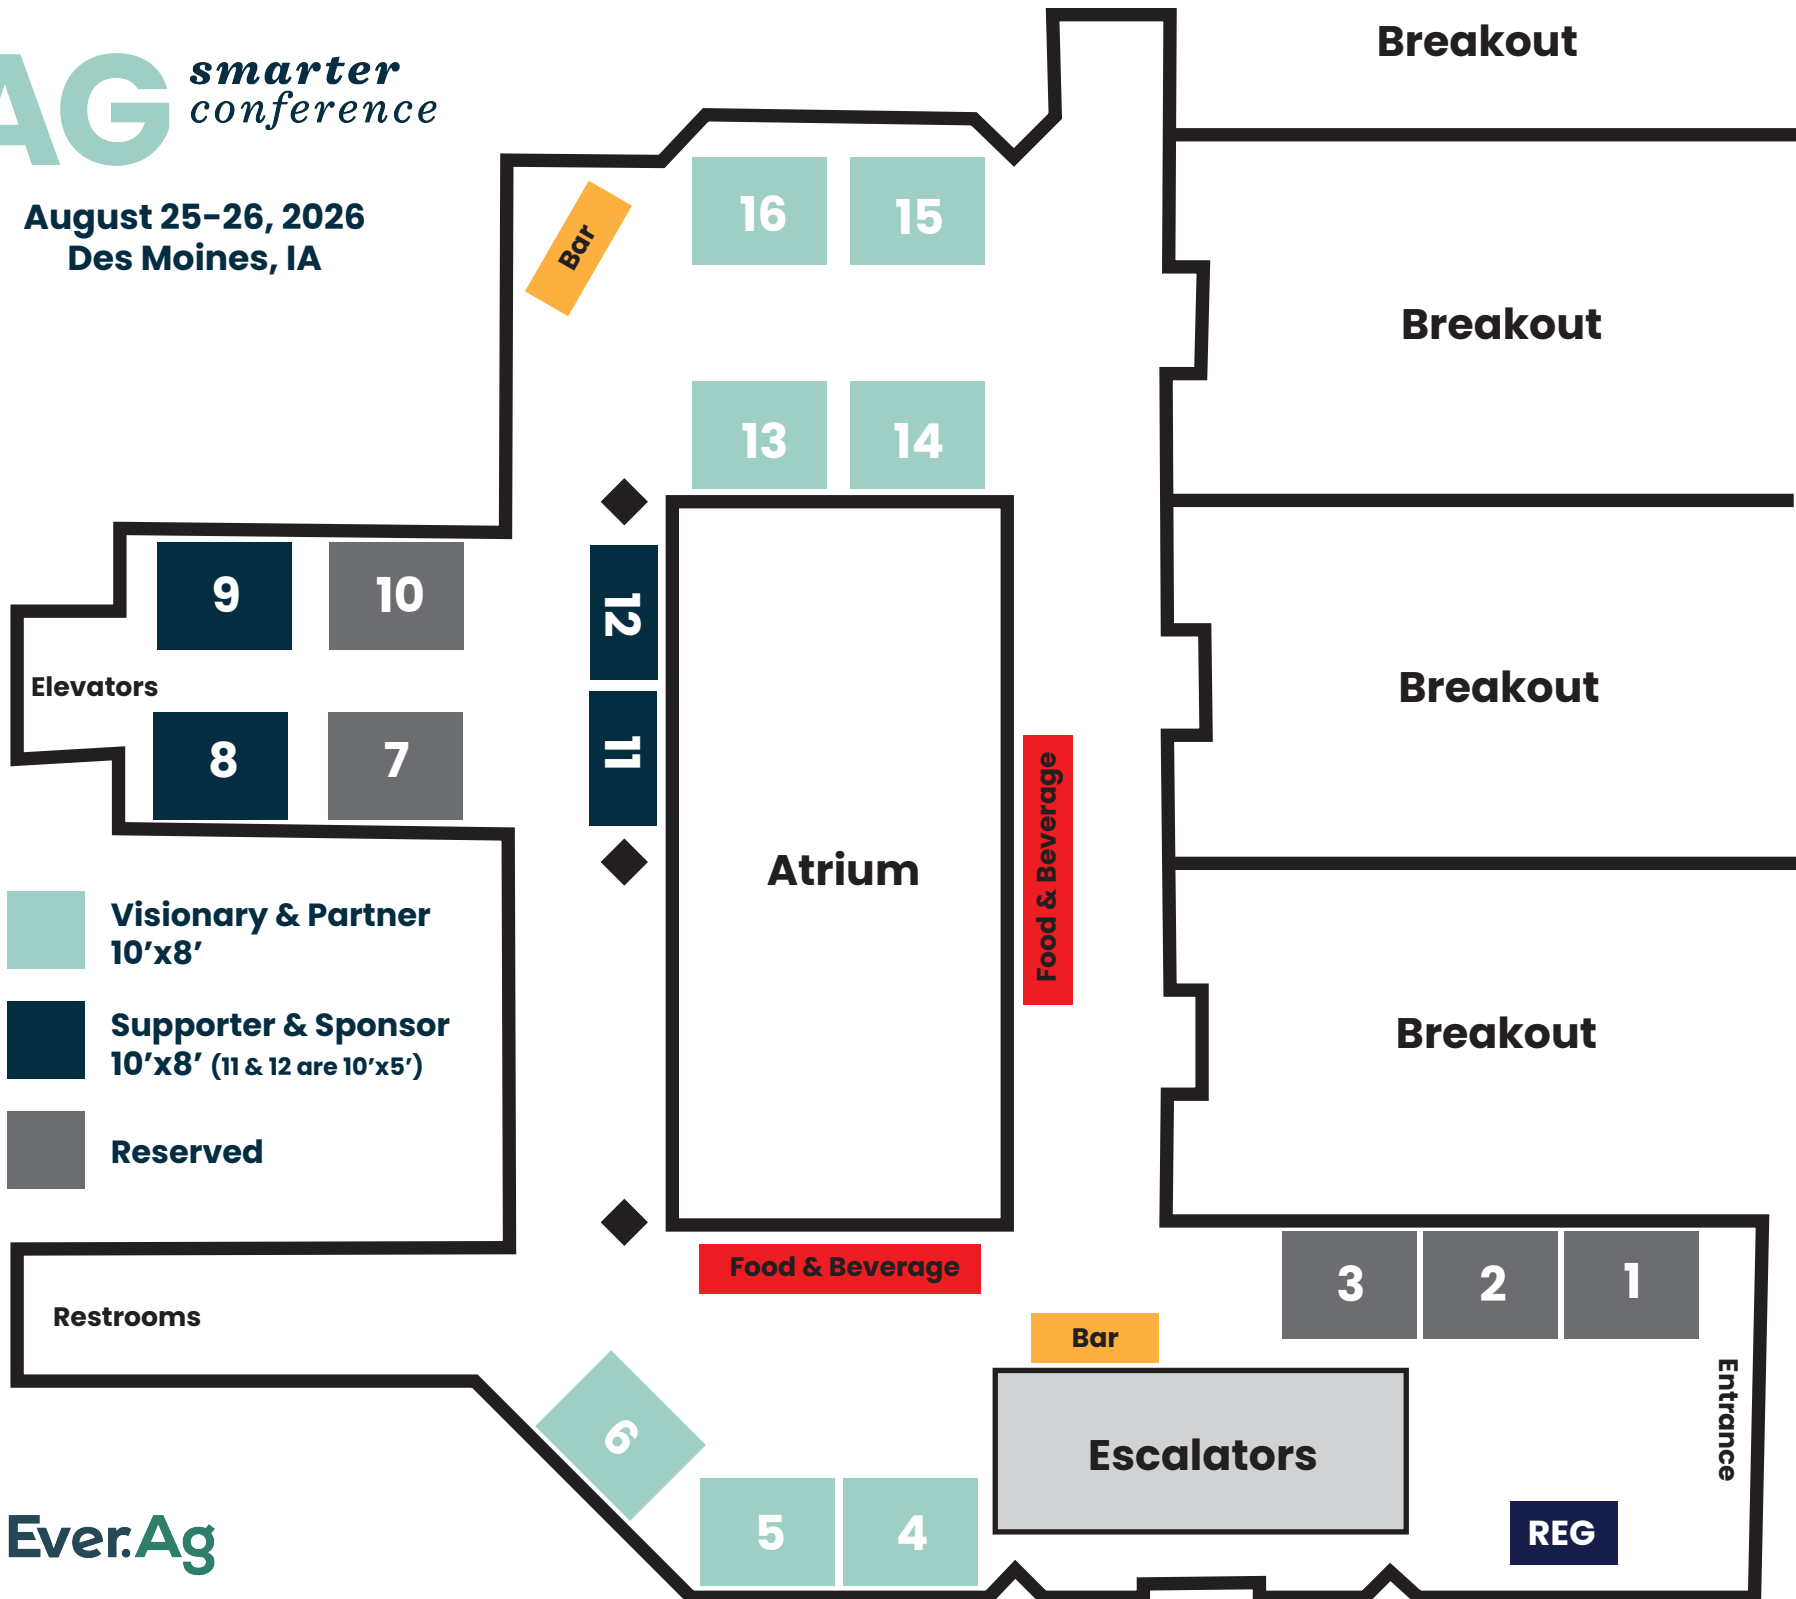 AG
smarter
conference
August 25-26, 2026
Des Moines, IA
Breakout
16
15
Bar
Breakout
13
14
9
10
12
Elevators
Breakout
8
7
11
Food & Beverage
Atrium
Visionary & Partner
10’x8’
Supporter & Sponsor
10’x8’ (11 & 12 are 10’x5’)
Reserved
Breakout
Food & Beverage
3
2
1
Restrooms
Bar
Entrance
6
Escalators
5
4
REG
Ever.Ag